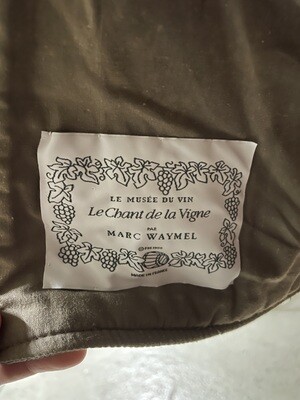 LE MUSÉE DU VIN
Le Chant de la Vigne
PAR
MARC WAYMEL